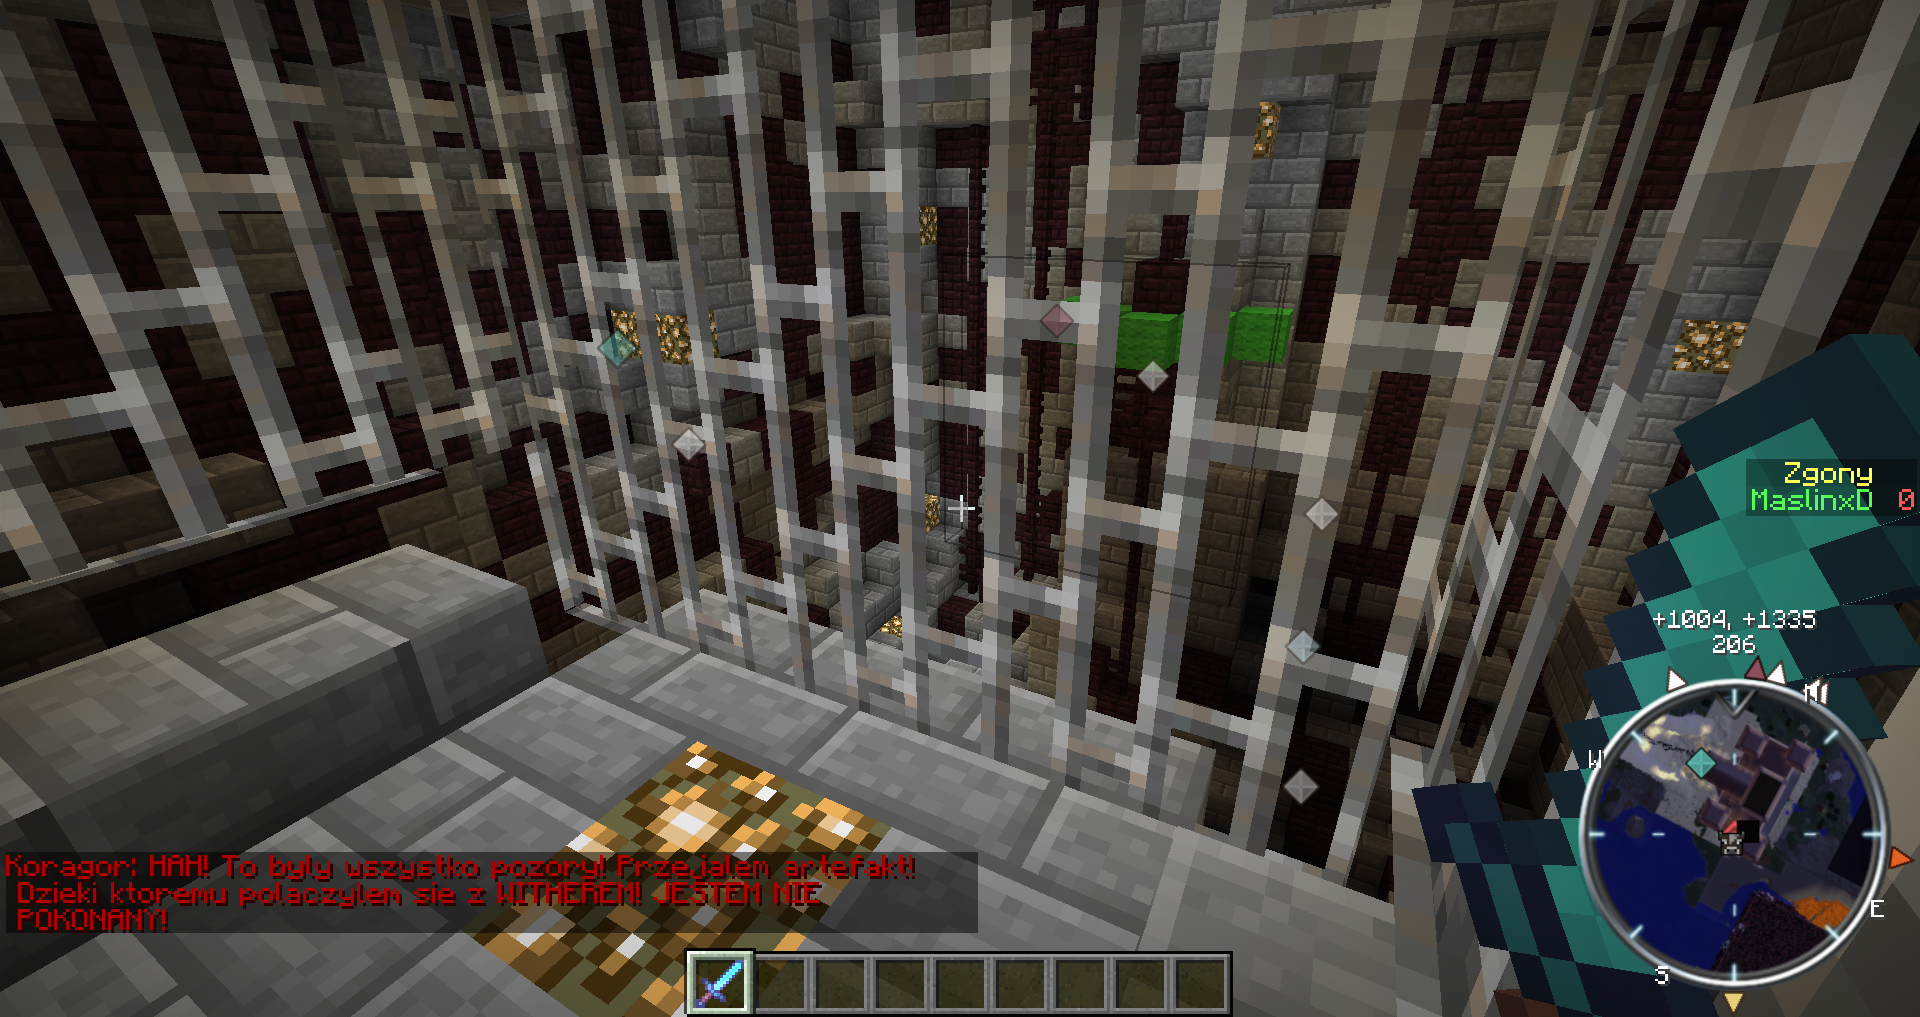 Zgony
MaslinxD 0
+1004, +1335
206
N
W
E
S
Koragor: HAH! To byly wszystko pozory! Przejalem artefakt!
Dzieki ktoremu polaczylem sie z WITHEREM! JESTEM NIE
POKONANY!